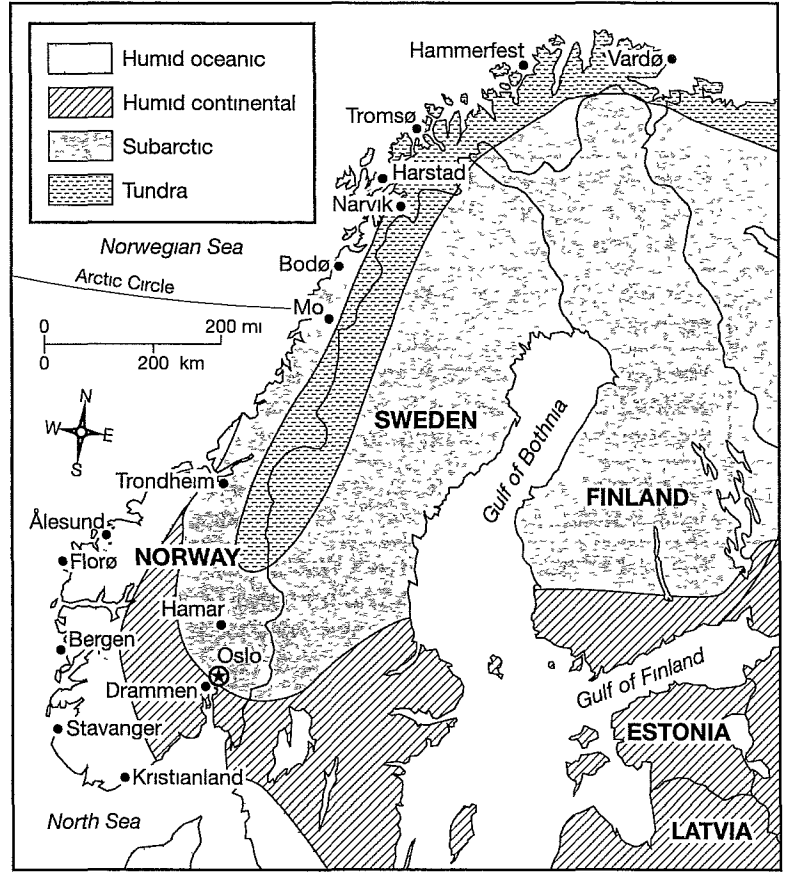 Humid oceanic
Humid continental
Subarctic
Tundra
Hammerfest
Vardø
Tromsø
Harstad
Narvik
Norwegian Sea
Bodø
Arctic Circle
Mo
0 200 mi
0 200 km
N
W E
S
SWEDEN
Gulf of Bothnia
Trondheim
FINLAND
Ålesund
NORWAY
Florø
Hamar
Bergen
Oslo
Gulf of Finland
Drammen
Stavanger
ESTONIA
Kristianland
North Sea
LATVIA